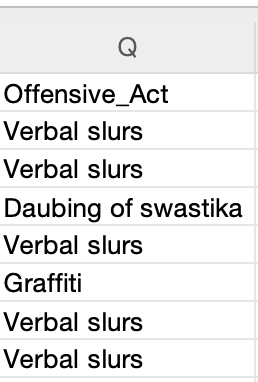 Q
Offensive_Act
Verbal slurs
Verbal slurs
Daubing of swastika
Verbal slurs
Graffiti
Verbal slurs
Verbal slurs